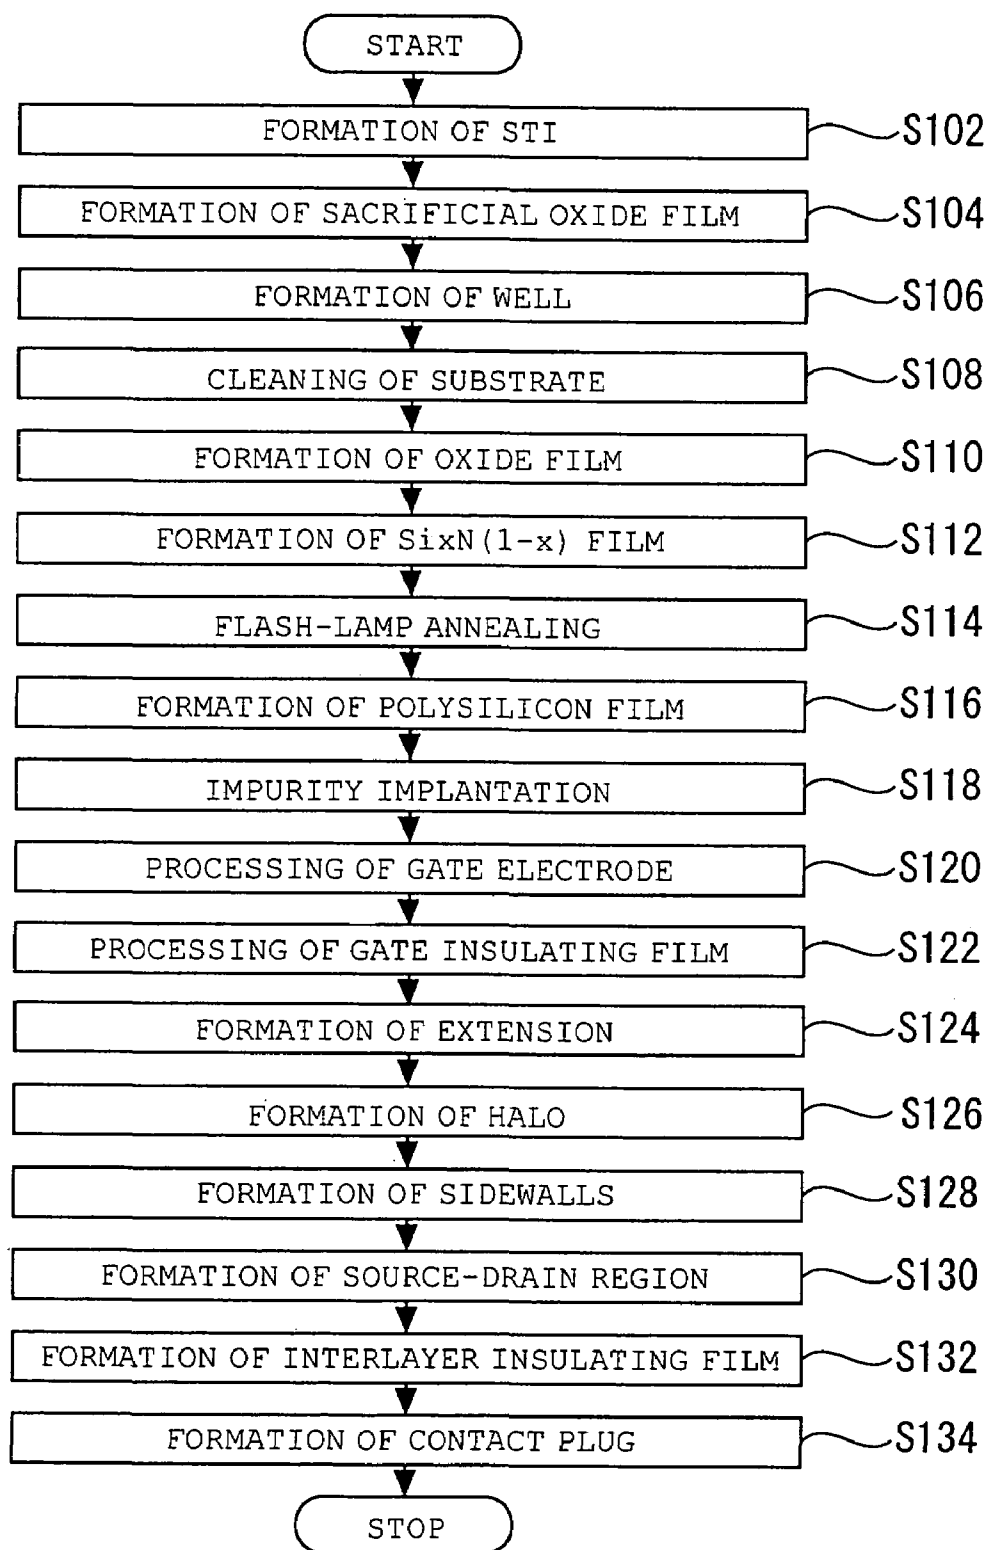 START
FORMATION OF STI S102
FORMATION OF SACRIFICIAL OXIDE FILM S104
FORMATION OF WELL S106
CLEANING OF SUBSTRATE S108
FORMATION OF OXIDE FILM S110
FORMATION OF SixN(1-x) FILM S112
FLASH-LAMP ANNEALING S114
FORMATION OF POLYSILICON FILM S116
IMPURITY IMPLANTATION S118
PROCESSING OF GATE ELECTRODE S120
PROCESSING OF GATE INSULATING FILM S122
FORMATION OF EXTENSION S124
FORMATION OF HALO S126
FORMATION OF SIDEWALLS S128
FORMATION OF SOURCE-DRAIN REGION S130
FORMATION OF INTERLAYER INSULATING FILM S132
FORMATION OF CONTACT PLUG S134
STOP